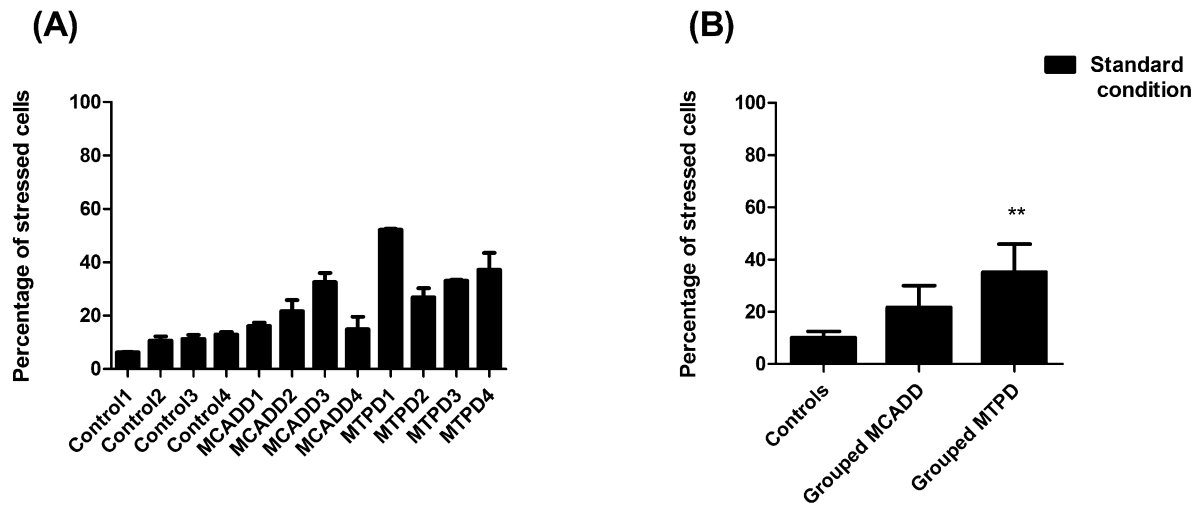 (A)
Percentage of stressed cells
100
80
60
40
20
0
Control1
Control2
Control3
Control4
MCADD1
MCADD2
MCADD3
MCADD4
MTPD1
MTPD2
MTPD3
MTPD4
(B)
Standard
condition
Percentage of stressed cells
100
80
60
40
20
0
**
Controls
Grouped MCADD
Grouped MTPD